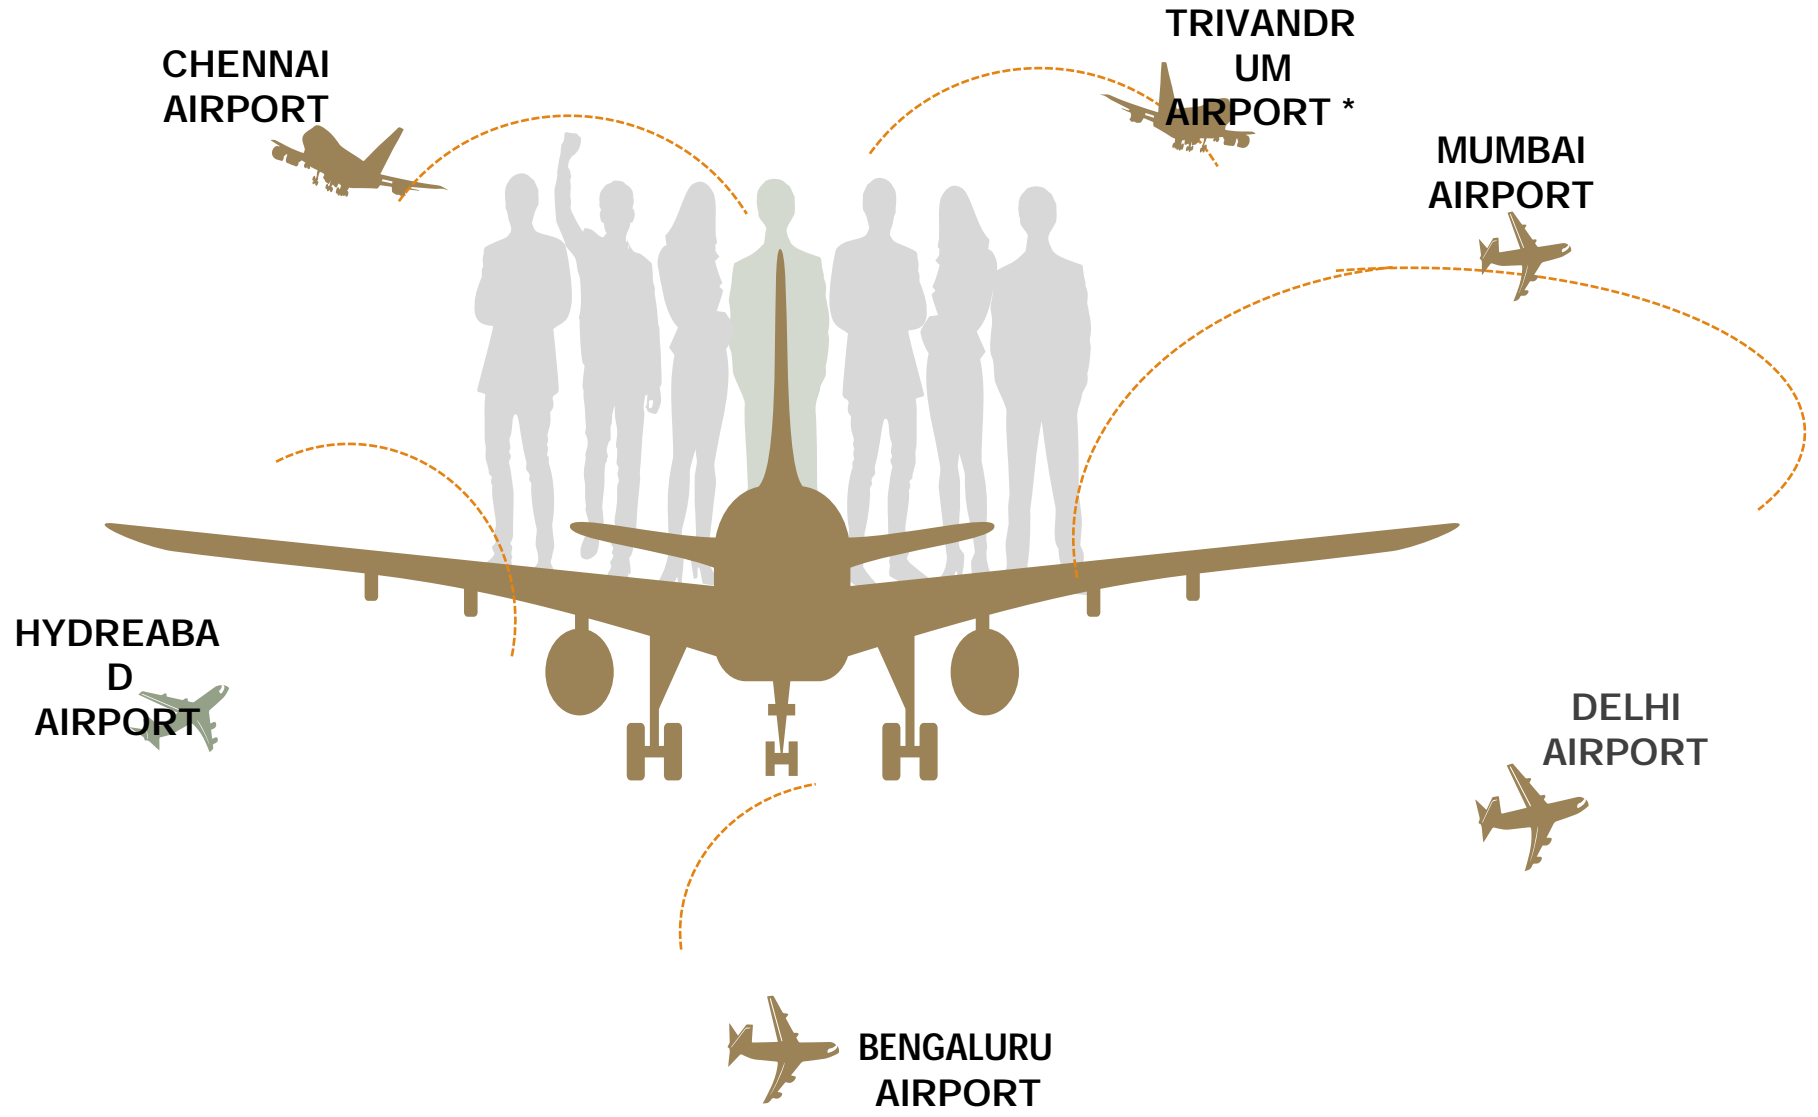 CHENNAI
AIRPORT
TRIVANDR
UM
AIRPORT *
MUMBAI
AIRPORT
HYDREABA
D
AIRPORT
DELHI
AIRPORT
BENGALURU
AIRPORT